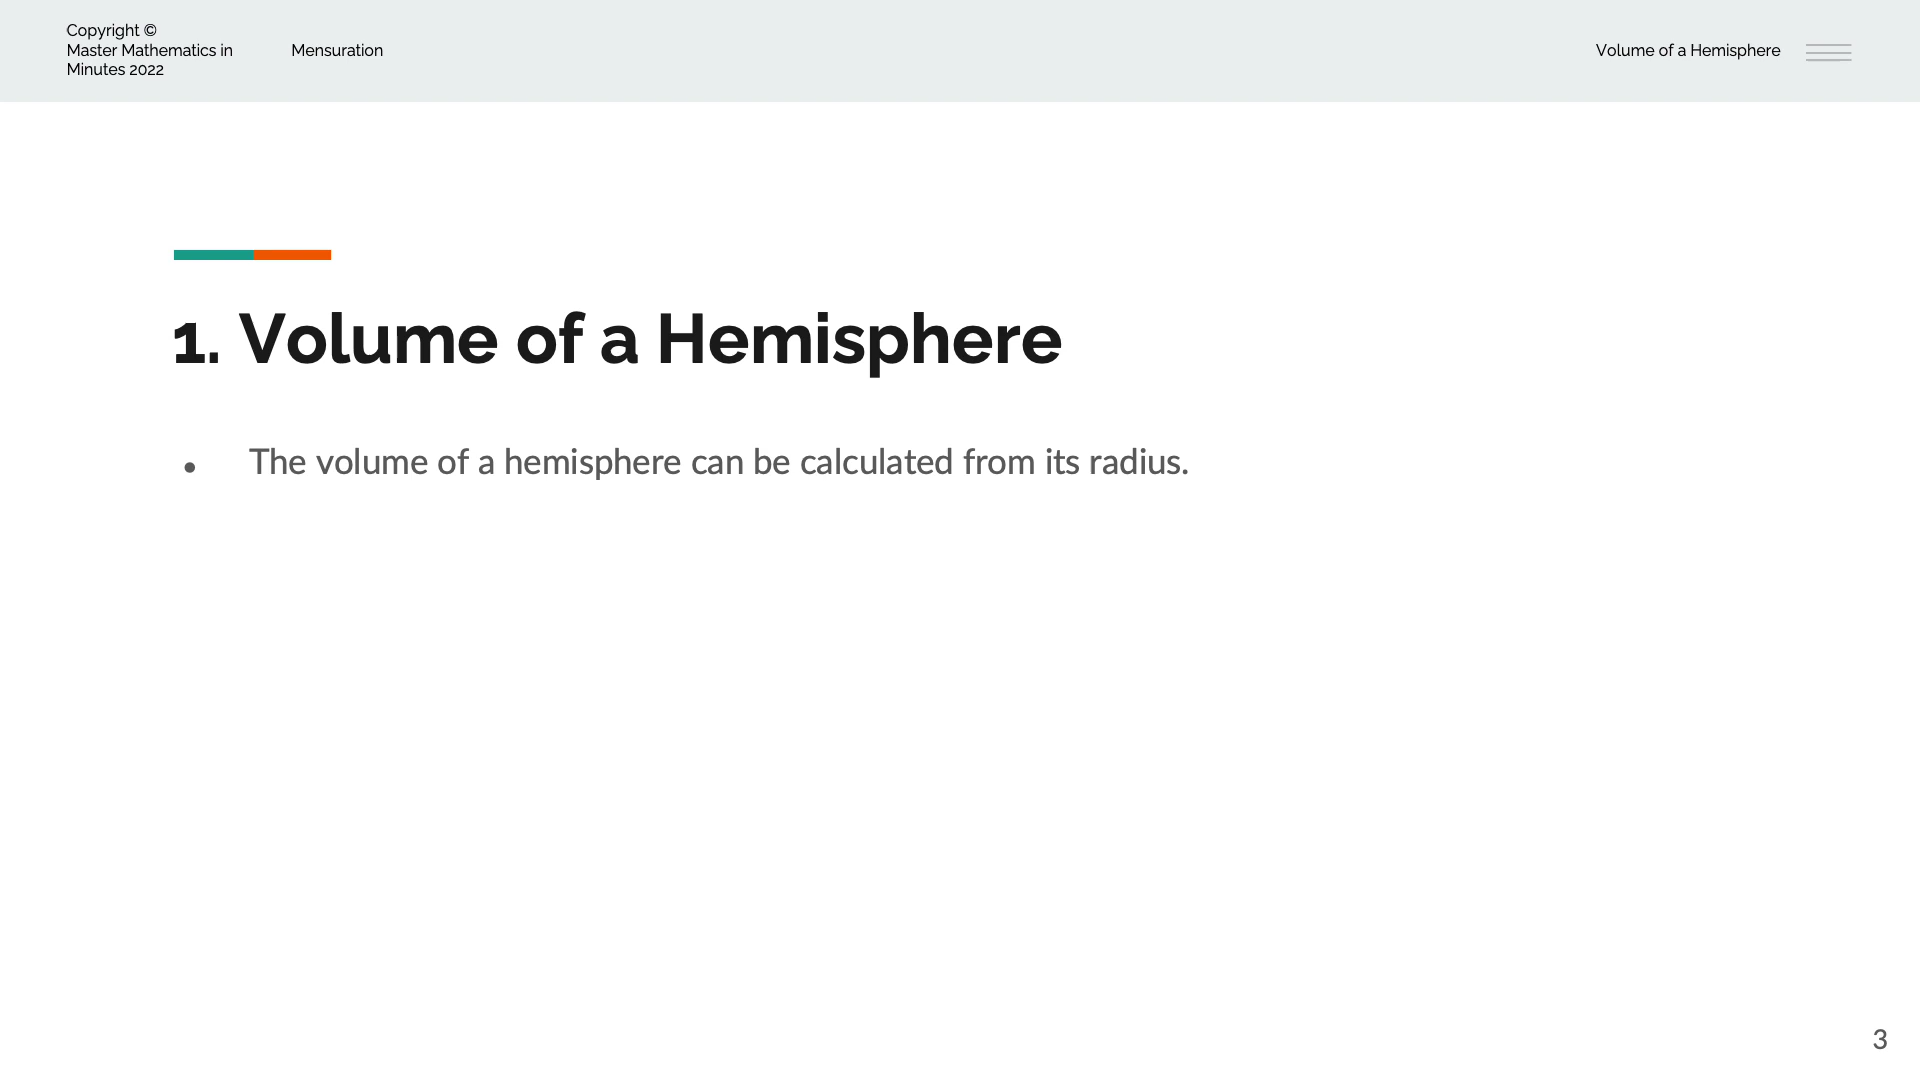 Copyright ©
Master Mathematics in
Minutes 2022
Mensuration
Volume of a Hemisphere
1. Volume of a Hemisphere
● The volume of a hemisphere can be calculated from its radius.
3